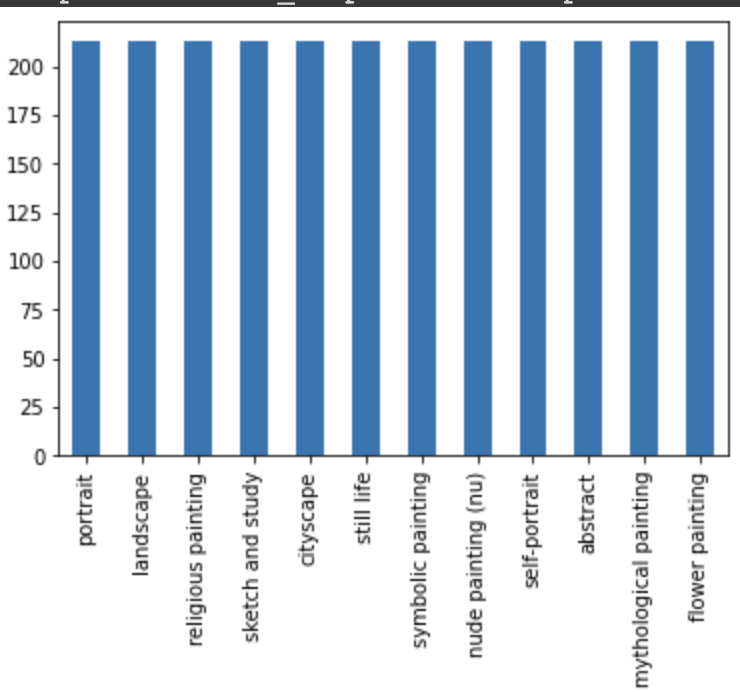 200
175
150
125
100
75
50
25
0
portrait
landscape
religious painting
sketch and study
cityscape
still life
symbolic painting
nude painting (nu)
self-portrait
abstract
mythological painting
flower painting